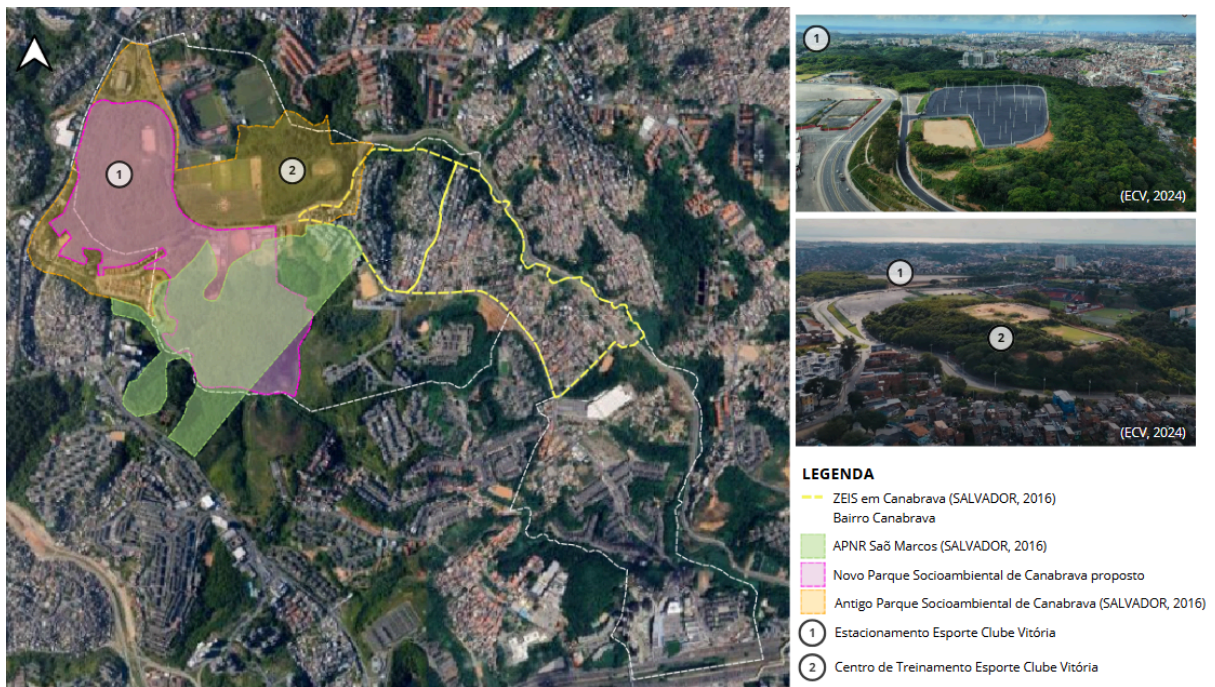 1
2
1
(ECV, 2024)
1
2
(ECV, 2024)
LEGENDA
ZEIS em Canabrava (SALVADOR, 2016)
Bairro Canabrava
APNR Saõ Marcos (SALVADOR, 2016)
Novo Parque Socioambiental de Canabrava proposto
Antigo Parque Socioambiental de Canabrava (SALVADOR, 2016)
1 Estacionamento Esporte Clube Vitória
2 Centro de Treinamento Esporte Clube Vitória